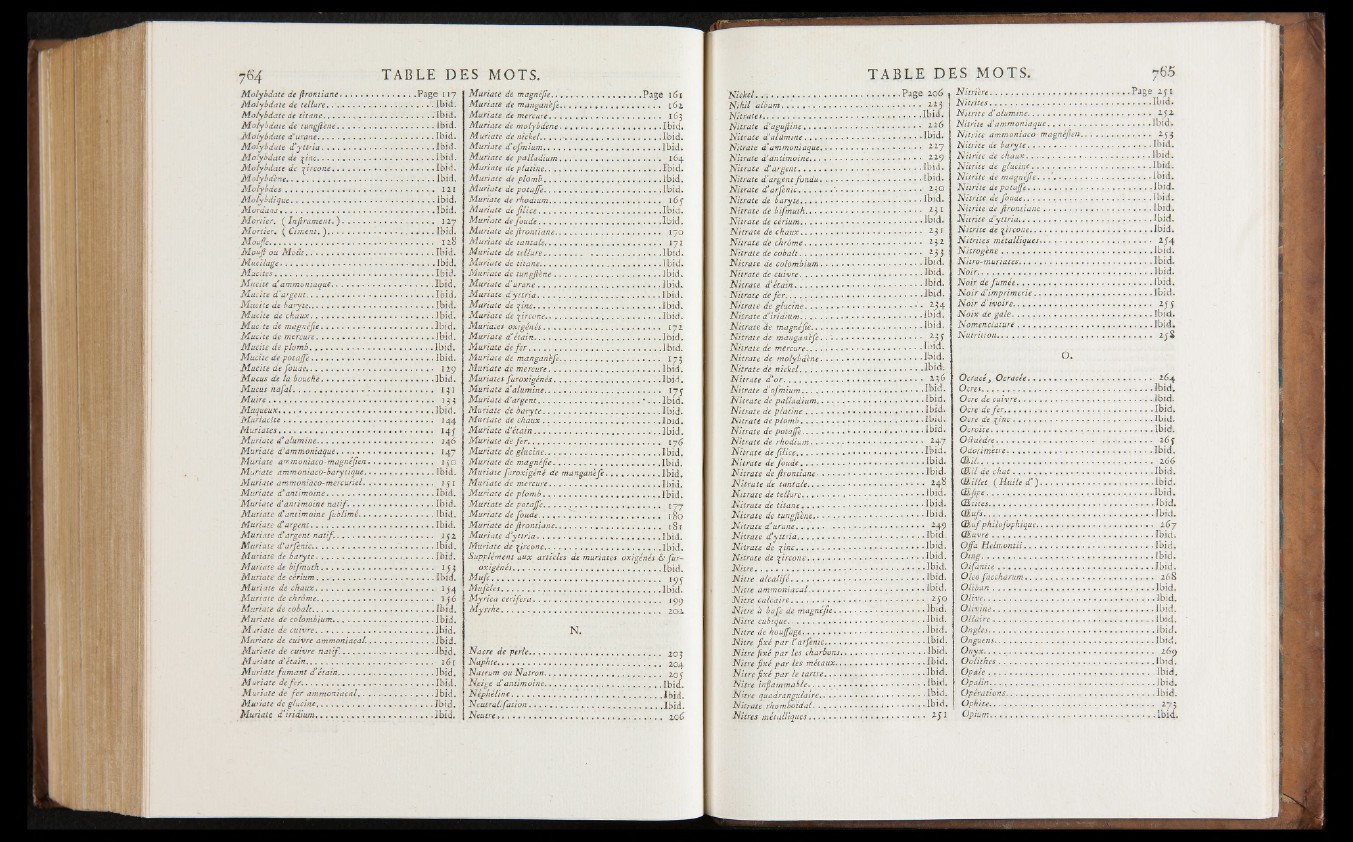 764 TABLE DES MOTS.
Molybdate de ſtrontiane...............Page 117
Molybdate de tellure.....................Ibid.
Molybdate de titane......................Ibid.
Molybdate de tungſtène...................Ibid.
Molybdate d'urane........................Ibid.
Molybdate d'yttria.......................Ibid.
Molybdate de zinc........................Ibid.
Molybdate de zircone.....................Ibid.
Molybdène................................Ibid.
Molybdes................................. 121
Molybdique...............................Ibid.
Mordans..................................Ibid.
Mortier. ( Inſtrument. ).................. 127
Mortier. ( Ciment. ).....................Ibid.
Moufle.................................... 128
Mouſt ou Moût............................Ibid.
Mucilage.................................Ibid.
Mucites..................................Ibid.
Mucite d'ammoniaque......................Ibid.
Mucite d'argent..........................Ibid.
Mucite de baryte.........................Ibid.
Mucite de chaux..........................Ibid.
Mucite de magnéſie.......................Ibid.
Mucite de mercure........................Ibid.
Mucite de plomb..........................Ibid.
Mucite de potaſſe........................Ibid.
Mucite de ſoude........................... 129
Mucus de la bouche.......................Ibid.
Mucus naſal............................... 131
Muire..................................... 133
Muqueux..................................Ibid.
Muriacite................................. 144
Muriates.................................. 145
Muriate d'alumine......................... 146
Muriate d'ammoniaque...................... 147
Muriate ammoniaco-magnéſien............... 150
Muriate ammoniaco-barytique..............Ibid.
Muriate ammoniaco-mercuriel............... 151
Muriate d'antimoine......................Ibid.
Muriate d'antimoine natif................Ibid.
Muriate d'antimoine ſublimé..............Ibid.
Muriate d'argent.........................Ibid.
Muriate d'argent natif.................... 152
Muriate d'arſenic........................Ibid.
Muriate de baryte........................Ibid.
Muriate de biſmuth........................ 153
Muriate de cérium........................Ibid.
Muriate de chaux.......................... 154
Muriate de chrôme......................... 156
Muriate de cobalt........................Ibid.
Muriate de colombium.....................Ibid.
Muriate de cuivre........................Ibid.
Muriate de cuivre ammoniacal.............Ibid.
Muriate de cuivre natif..................Ibid.
Muriate d'étain........................... 161
Muriate fumant d'étain...................Ibid.
Muriate de fer...........................Ibid.
Muriate de fer ammoniacal................Ibid.
Muriate de glucine.......................Ibid.
Muriate d'iridium........................Ibid.
Muriate de magnéſie...................Page 161
Muriate de manganèſe...................... 162
Muriate de mercure........................ 163
Muriate de molybdène.....................Ibid.
Muriate de nickel........................Ibid.
Muriate d'oſmium.........................Ibid.
Muriate de palladium...................... 164
Muriate de platine.......................Ibid.
Muriate de plomb.........................Ibid.
Muriate de potaſſe.......................Ibid.
Muriate de rhodium........................ 165
Muriate de ſilice........................Ibid.
Muriate de ſoude.........................Ibid.
Muriate de ſtrontiane..................... 170
Muriate de tantale........................ 171
Muriate de tellure.......................Ibid.
Muriate de titane........................Ibid.
Muriate de tungſtène.....................Ibid.
Muriate d'urane..........................Ibid.
Muriate d'yttria.........................Ibid.
Muriate de zinc..........................Ibid.
Muriate de zircone.......................Ibid.
Muriates oxigénés......................... 172
Muriate d'étain..........................Ibid.
Muriate de fer...........................Ibid.
Muriate de manganèſe...................... 173
Muriate de mercure.......................Ibid.
Muriates ſuroxigénés.....................Ibid.
Muriate d'alumine......................... 175
Muriate d'argent.........................Ibid.
Muriate de baryte........................Ibid.
Muriate de chaux.........................Ibid.
Muriate d'étain..........................Ibid.
Muriate de fer............................ 176
Muriate de glucine.......................Ibid.
Muriate de magnéſie......................Ibid.
Muriate ſuroxigéné de manganèſe..........Ibid.
Muriate de mercure.......................Ibid.
Muriate de plomb.........................Ibid.
Muriate de potaſſe........................ 177
Muriate de ſoude.......................... 180
Muriate de ſtrontiane..................... 181
Muriate d'yttria.........................Ibid.
Muriate de zircone.......................Ibid.
Supplément aux articles de muriates oxigénés & ſur-
oxigénés.................................Ibid.
Muſc...................................... 195
Muſcles..................................Ibid.
Myrica cerifera........................... 199
Myrrhe.................................... 202
N.
Nacre de perle............................ 203
Naphte.................................... 204
Natrum ou Natron.......................... 205
Neige d'antimoine........................Ibid.
Néphéline................................Ibid.
Neutraliſation...........................Ibid.
Neutre.................................... 206
TABLE DES MOTS. 765
Nickel................................Page 206
Nihil album............................... 223
Nitrates.................................Ibid.
Nitrate d'aguſtine........................ 226
Nitrate d'alumine........................Ibid.
Nitrate d'ammoniaque...................... 227
Nitrate d'antimoine....................... 229
Nitrate d'argent.........................Ibid.
Nitrate d'argent fondu...................Ibid.
Nitrate d'arſenic......................... 230
Nitrate de baryte........................Ibid.
Nitrate de biſmuth........................ 231
Nitrate de cérium........................Ibid.
Nitrate de chaux.......................... 231
Nitrate de chrôme......................... 232
Nitrate de cobalt......................... 233
Nitrate de colombium.....................Ibid.
Nitrate de cuivre........................Ibid.
Nitrate d'étain..........................Ibid.
Nitrate de fer...........................Ibid.
Nitrate de glucine........................ 234
Nitrate d'iridium........................Ibid.
Nitrate de magnéſie......................Ibid.
Nitrate de manganèſe...................... 235
Nitrate de mercure.......................Ibid.
Nitrate de molybdène.....................Ibid.
Nitrate de nickel........................Ibid.
Nitrate d'or.............................. 236
Nitrate d'oſmium.........................Ibid.
Nitrate de palladium.....................Ibid.
Nitrate de platine.......................Ibid.
Nitrate de plomb.........................Ibid.
Nitrate de potaſſe.......................Ibid.
Nitrate de rhodium........................ 247
Nitrate de ſilice........................Ibid.
Nitrate de ſoude.........................Ibid.
Nitrate de ſtrontiane....................Ibid.
Nitrate de tantale........................ 248
Nitrate de tellure.......................Ibid.
Nitrate de titane........................Ibid.
Nitrate de tungſtène.....................Ibid.
Nitrate d'urane........................... 249
Nitrate d'yttria.........................Ibid.
Nitrate de zinc..........................Ibid.
Nitrate de zircone.......................Ibid.
Nitre....................................Ibid.
Nitre alcaliſé...........................Ibid.
Nitre ammoniacal.........................Ibid.
Nitre calcaire............................ 250
Nitre à baſe de magnéſie.................Ibid.
Nitre cubique............................Ibid.
Nitre de houſſage........................Ibid.
Nitre fixé par l'arſenic.................Ibid.
Nitre fixé par les charbons..............Ibid.
Nitre fixé par les métaux................Ibid.
Nitre fixé par le tartre.................Ibid.
Nitre inflammable........................Ibid.
Nitre quadrangulaire.....................Ibid.
Nitrate rhomboïdal.......................Ibid.
Nitres métalliques........................ 251
Nitrière..............................Page 251
Nitrites.................................Ibid.
Nitrite d'alumine......................... 252
Nitrite d'ammoniaque.....................Ibid.
Nitrite ammoniaco-magnéſien............... 253
Nitrite de baryte........................Ibid.
Nitrite de chaux.........................Ibid.
Nitrite de glucine.......................Ibid.
Nitrite de magnéſie......................Ibid.
Nitrite de potaſſe.......................Ibid.
Nitrite de ſoude.........................Ibid.
Nitrite de ſtrontiane....................Ibid.
Nitrite d'yttria.........................Ibid.
Nitrite de zircone.......................Ibid.
Nitrites métalliques...................... 254
Nitrogène................................Ibid.
Nitro-muriates...........................Ibid.
Noir.....................................Ibid.
Noir de fumée............................Ibid.
Noir d'imprimerie........................Ibid.
Noir d'ivoire............................. 255
Noix de gale.............................Ibid.
Nomenclature.............................Ibid.
Nutrition................................. 258
O.
Ocracé, Ocracée........................... 264
Ocres....................................Ibid.
Ocre de cuivre...........................Ibid.
Ocre de fer..............................Ibid.
Ocre de zinc.............................Ibid.
Ocroïte..................................Ibid.
Octaèdre.................................. 265
Odorimètre...............................Ibid.
Œil....................................... 266
Œil de chat..............................Ibid.
Œillet ( Huile d' )......................Ibid.
Ibid.
Ibid.
Œufs.....................................Ibid.
Œuf philoſophique......................... 267
Œuvre....................................Ibid.
Offa Helmontii...........................Ibid.
Oing.....................................Ibid.
Oiſanite.................................Ibid.
Oleo ſaccharum............................ 268
Oliban...................................Ibid.
Olive....................................Ibid.
Olivine..................................Ibid.
Ollaire..................................Ibid.
Ongles...................................Ibid.
Onguens..................................Ibid.
Onyx...................................... 269
Oolithes.................................Ibid.
Opale....................................Ibid.
Opalin...................................Ibid.
Opérations...............................Ibid.
Ophite.................................... 273
Opium....................................Ibid.